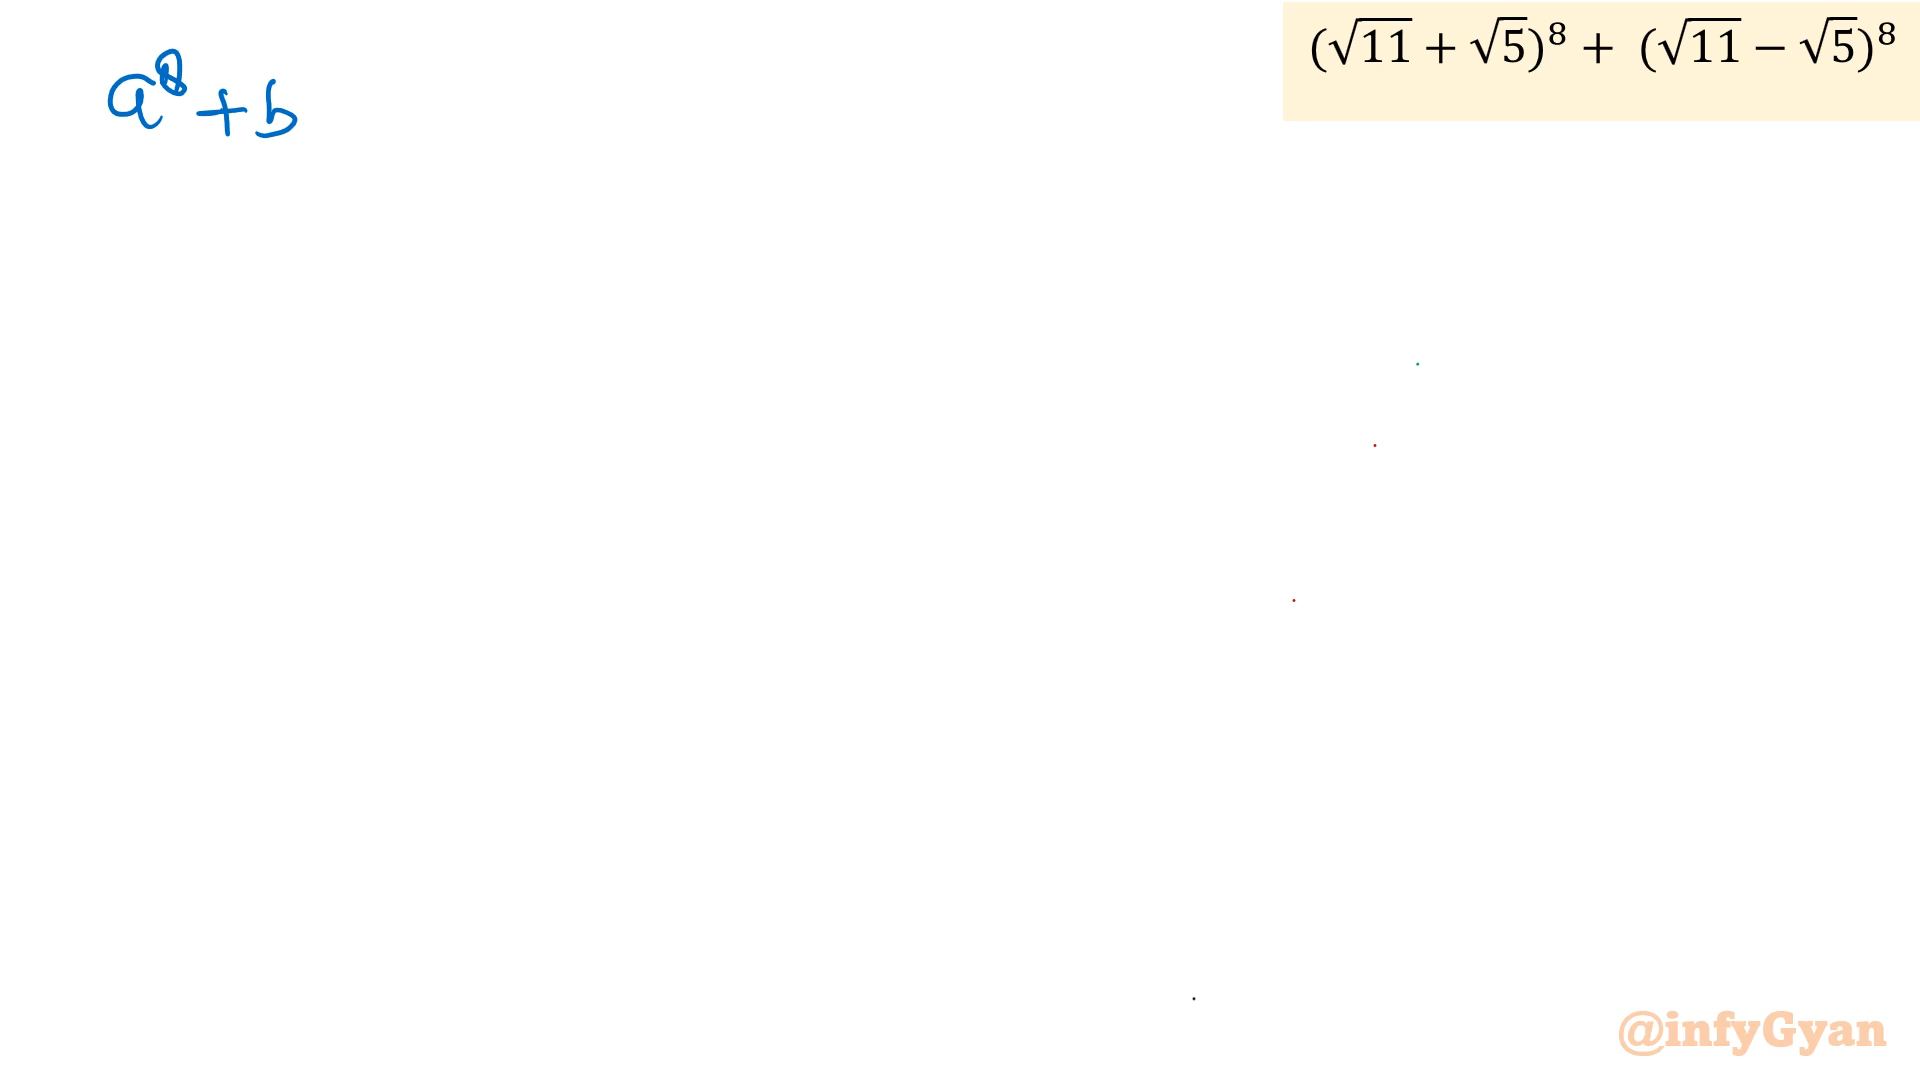 a⁸ + b
(√11 + √5)⁸ + (√11 − √5)⁸
@infyGyan